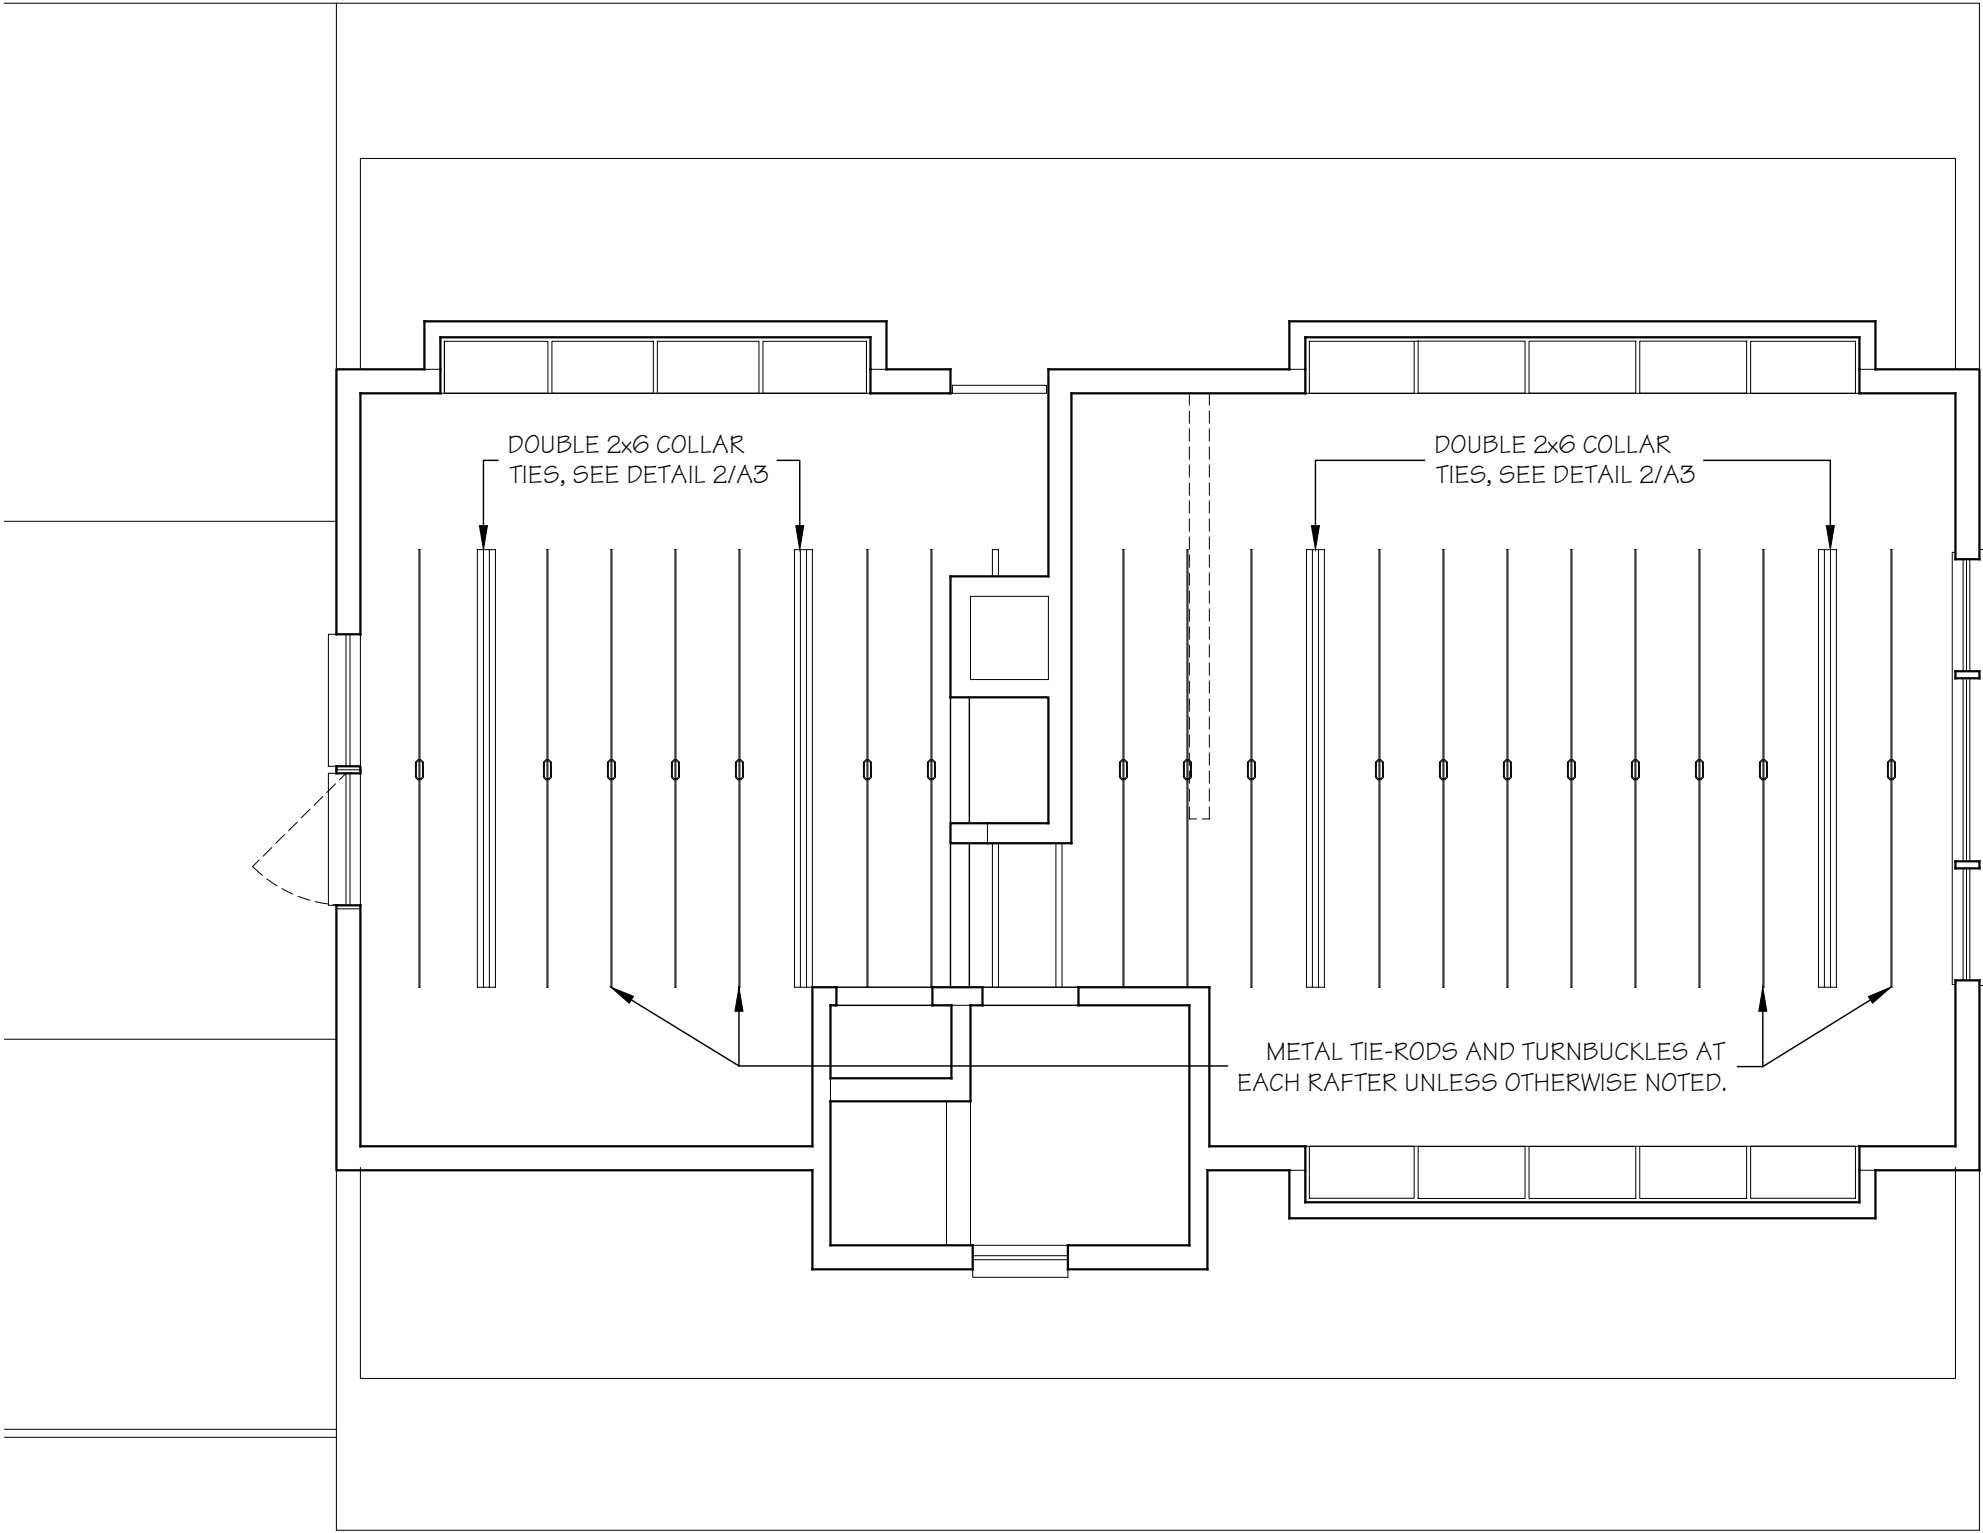 DOUBLE 2x6 COLLAR
TIES, SEE DETAIL 2/A3
DOUBLE 2x6 COLLAR
TIES, SEE DETAIL 2/A3
METAL TIE-RODS AND TURNBUCKLES AT
EACH RAFTER UNLESS OTHERWISE NOTED.